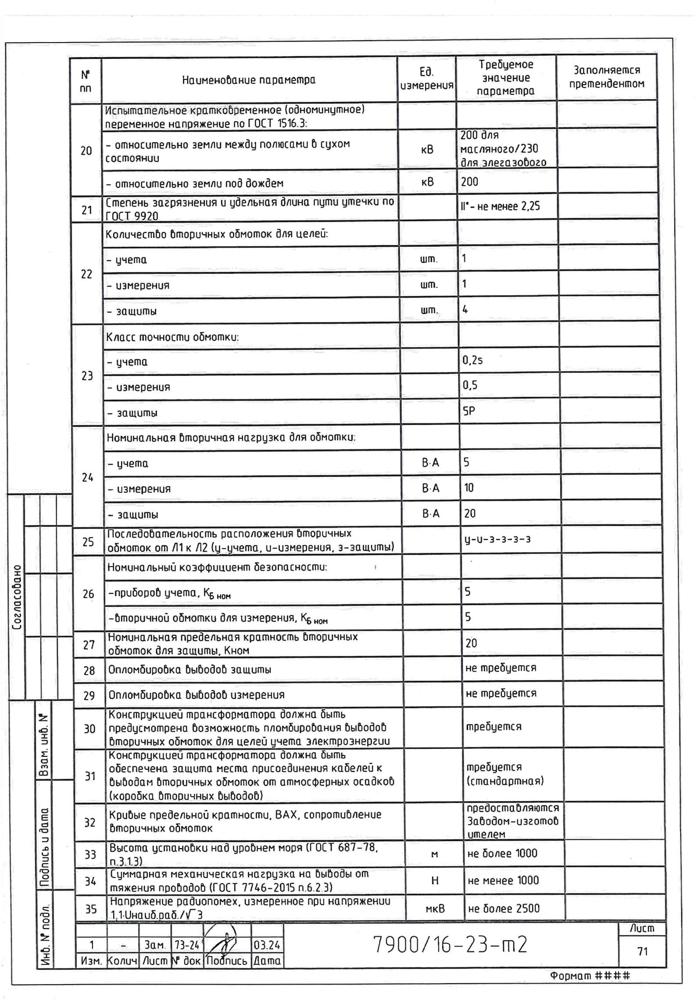 № пп
Наименование параметра
Ед. измерения
Требуемое значение параметра
Заполняется претендентом
20
Испытательное кратковременное (одноминутное)
переменное напряжение по ГОСТ 1516.3:
- относительно земли между полюсами в сухом
состоянии
кВ
200 для
масляного/230
для элегазового
- относительно земли под дождем
кВ
200
21
Степень загрязнения и удельная длина пути утечки по
ГОСТ 9920
II*- не менее 2,25
22
Количество вторичных обмоток для целей:
- учета
шт.
1
- измерения
шт.
1
- защиты
шт.
4
23
Класс точности обмотки:
- учета
0,2s
- измерения
0,5
- защиты
5Р
24
Номинальная вторичная нагрузка для обмотки:
- учета
В·А
5
- измерения
В·А
10
- защиты
В·А
20
25
Последовательность расположения вторичных
обмоток от Л1 к Л2 (у-учета, и-измерения, з-защиты)
у-и-з-з-з-з
26
Номинальный коэффициент безопасности:
-приборов учета, КБ ном
5
-вторичной обмотки для измерения, КБ ном
5
27
Номинальная предельная кратность вторичных
обмоток для защиты, Кном
20
28
Опломбировка выводов защиты
не требуется
29
Опломбировка выводов измерения
не требуется
30
Конструкцией трансформатора должна быть
предусмотрена возможность пломбирования выводов
вторичных обмоток для целей учета электроэнергии
требуется
31
Конструкцией трансформатора должна быть
обеспечена защита места присоединения кабелей к
выводам вторичных обмоток от атмосферных осадков
(коробка вторичных выводов)
требуется
(стандартная)
32
Кривые предельной кратности, ВАХ, сопротивление
вторичных обмоток
предоставляются
Заводом-изготов
ителем
33
Высота установки над уровнем моря (ГОСТ 687-78,
п.3.1.3)
м
не более 1000
34
Суммарная механическая нагрузка на выводы от
тяжения проводов (ГОСТ 7746-2015 п.6.2.3)
Н
не менее 1000
35
Напряжение радиопомех, измеренное при напряжении
1,1·Uнаиб.раб./√3
мкВ
не более 2500
Согласовано
Взам. инв. №
Подпись и дата
Инв. № подл.
1
-
Зам.
73-24
03.24
Изм.
Колич
Лист
№ док
Подпись
Дата
7900/16-23-т2
Лист
71
Формат ####